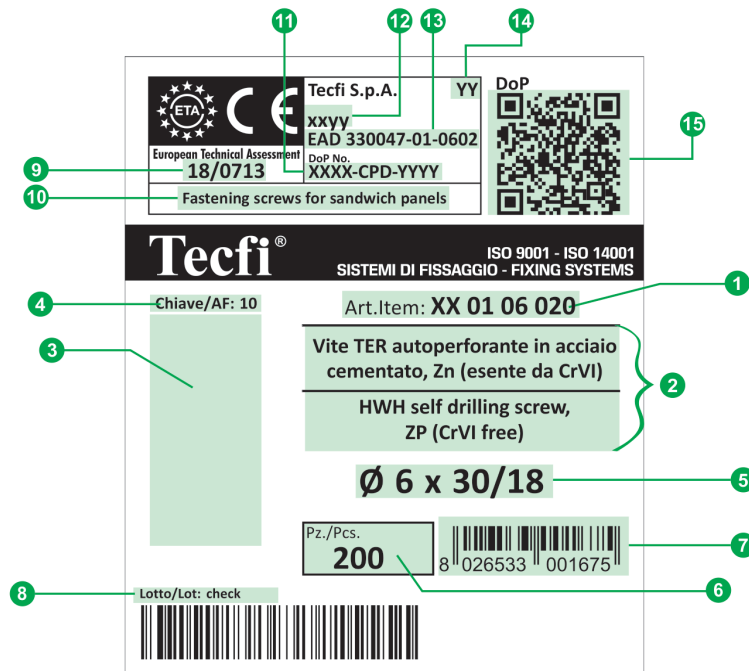 11
12
13
14
15
ETA
CE
European Technical Assessment
Tecfi S.p.A.
YY
xxyy
EAD 330047-01-0602
DoP No.
XXXX-CPD-YYYY
DoP
9
18/0713
10
Fastening screws for sandwich panels
Tecfi®
ISO 9001 - ISO 14001
SISTEMI DI FISSAGGIO - FIXING SYSTEMS
4
Chiave/AF: 10
3
Art.Item: XX 01 06 020
1
Vite TER autoperforante in acciaio
cementato, Zn (esente da CrVI)
HWH self drilling screw,
ZP (CrVI free)
2
Ø 6 x 30/18
5
Pz./Pcs.
200
6
8 026533 001675
7
8
Lotto/Lot: check